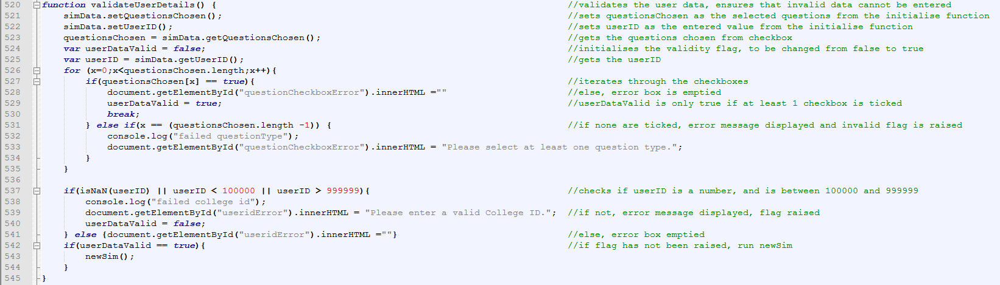 520 function validateUserDetails() { //validates the user data, ensures that invalid data cannot be entered
521 simData.setQuestionsChosen(); //sets questionsChosen as the selected questions from the initialise function
522 simData.setUserID(); //sets userID as the entered value from the initialise function
523 questionsChosen = simData.getQuestionsChosen(); //gets the questions chosen from checkbox
524 var userDataValid = false; //initialises the validity flag, to be changed from false to true
525 var userID = simData.getUserID(); //gets the userID
526 for (x=0;x<questionsChosen.length;x++){
527 if(questionsChosen[x] == true){ //iterates through the checkboxes
528 document.getElementById("questionCheckboxError").innerHTML ="" //else, error box is emptied
529 userDataValid = true; //userDataValid is only true if at least 1 checkbox is ticked
530 break;
531 } else if(x == (questionsChosen.length -1)) { //if none are ticked, error message displayed and invalid flag is raised
532 console.log("failed questionType");
533 document.getElementById("questionCheckboxError").innerHTML = "Please select at least one question type.";
534 }
535 }
536
537 if(isNaN(userID) || userID < 100000 || userID > 999999){ //checks if userID is a number, and is between 100000 and 999999
538 console.log("failed college id");
539 document.getElementById("useridError").innerHTML = "Please enter a valid College ID."; //if not, error message displayed, flag raised
540 userDataValid = false;
541 } else {document.getElementById("useridError").innerHTML =""} //else, error box emptied
542 if(userDataValid == true){ //if flag has not been raised, run newSim
543 newSim();
544 }
545 }